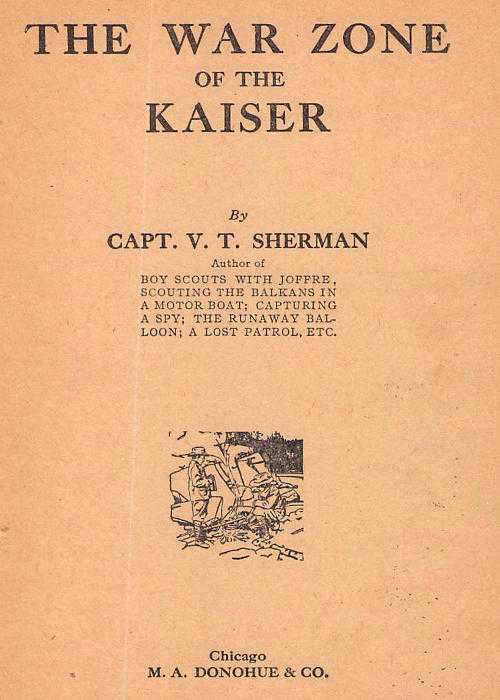 THE WAR ZONE
OF THE
KAISER
By
CAPT. V. T. SHERMAN
Author of
BOY SCOUTS WITH JOFFRE,
SCOUTING THE BALKANS IN
A MOTOR BOAT; CAPTURING
A SPY; THE RUNAWAY BAL-
LOON; A LOST PATROL, ETC.
Chicago
M. A. DONOHUE & CO.